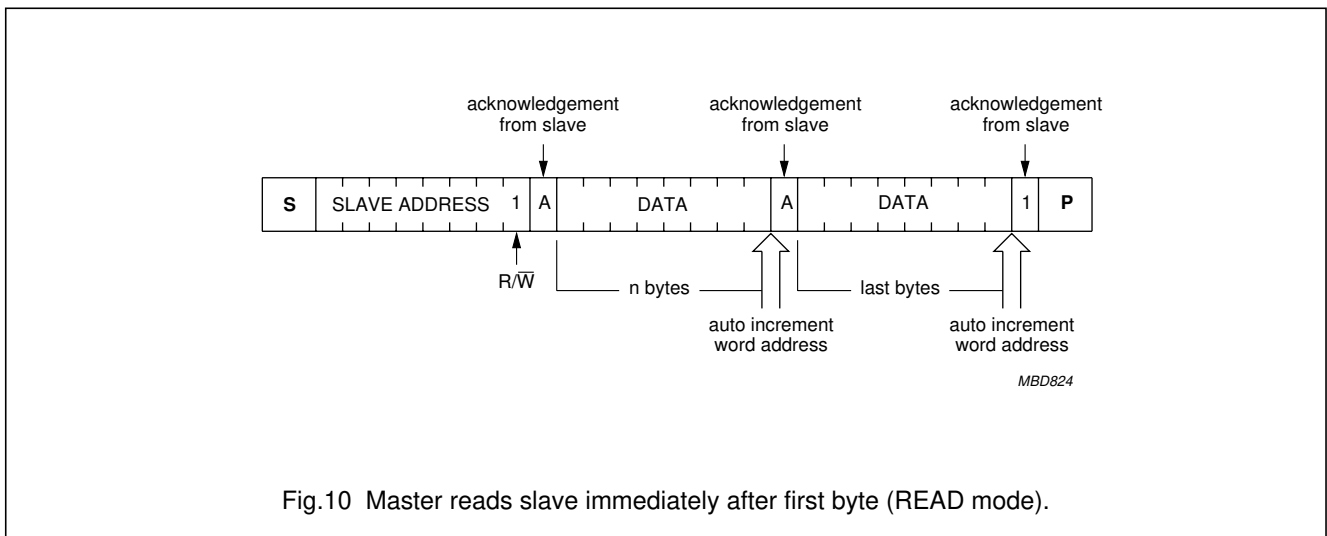 acknowledgement from slave
acknowledgement from slave
acknowledgement from slave
S SLAVE ADDRESS 1 A DATA A DATA 1 P
R/W̅
n bytes
last bytes
auto increment word address
auto increment word address
MBD824
Fig.10 Master reads slave immediately after first byte (READ mode).